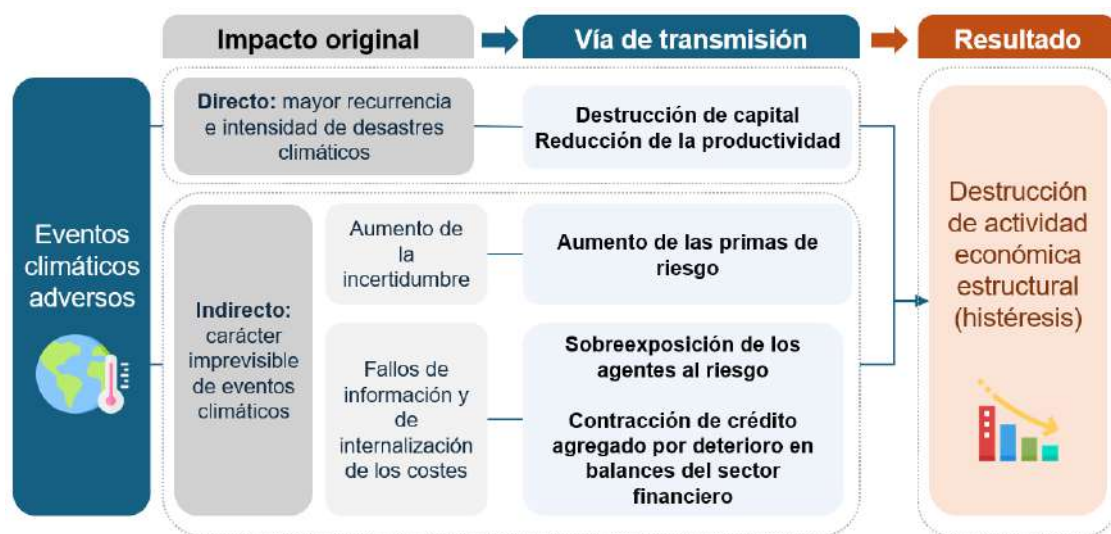 Impacto original
Vía de transmisión
Resultado
Eventos
climáticos
adversos
Directo: mayor recurrencia
e intensidad de desastres
climáticos
Destrucción de capital
Reducción de la productividad
Indirecto:
carácter
imprevisible
de eventos
climáticos
Aumento de
la
incertidumbre
Aumento de las primas de
riesgo
Fallos de
información y
de
internalización
de los costes
Sobreexposición de los
agentes al riesgo
Contracción de crédito
agregado por deterioro en
balances del sector
financiero
Destrucción
de actividad
económica
estructural
(histéresis)